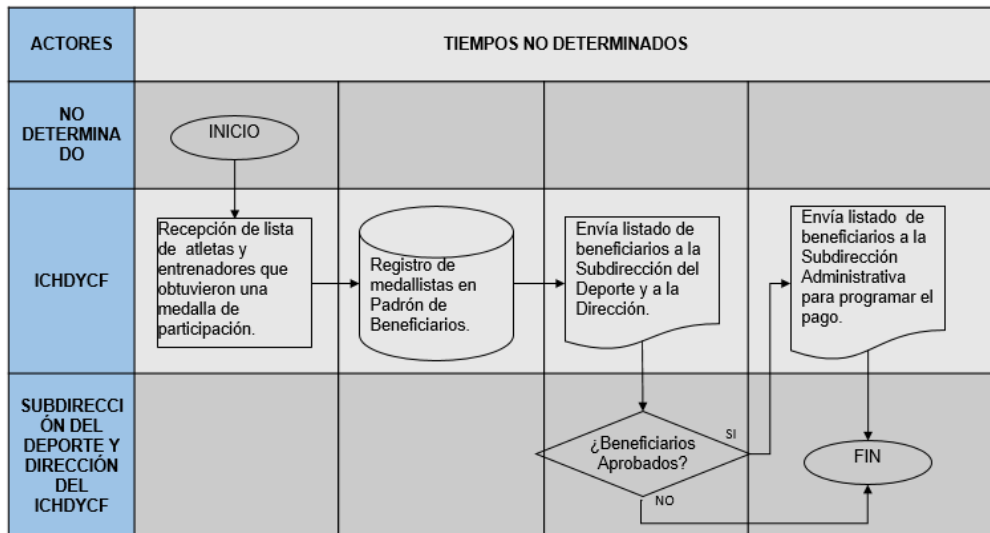 ACTORES
TIEMPOS NO DETERMINADOS
NO
DETERMINA
DO
INICIO
ICHDYCF
Recepción de lista
de atletas y
entrenadores que
obtuvieron una
medalla de
participación.
Registro de
medallistas en
Padrón de
Beneficiarios.
Envía listado de
beneficiarios a la
Subdirección del
Deporte y a la
Dirección.
Envía listado de
beneficiarios a la
Subdirección
Administrativa
para programar el
pago.
SUBDIRECCI
ÓN DEL
DEPORTE Y
DIRECCIÓN
DEL
ICHDYCF
¿Beneficiarios
Aprobados?
SI
NO
FIN